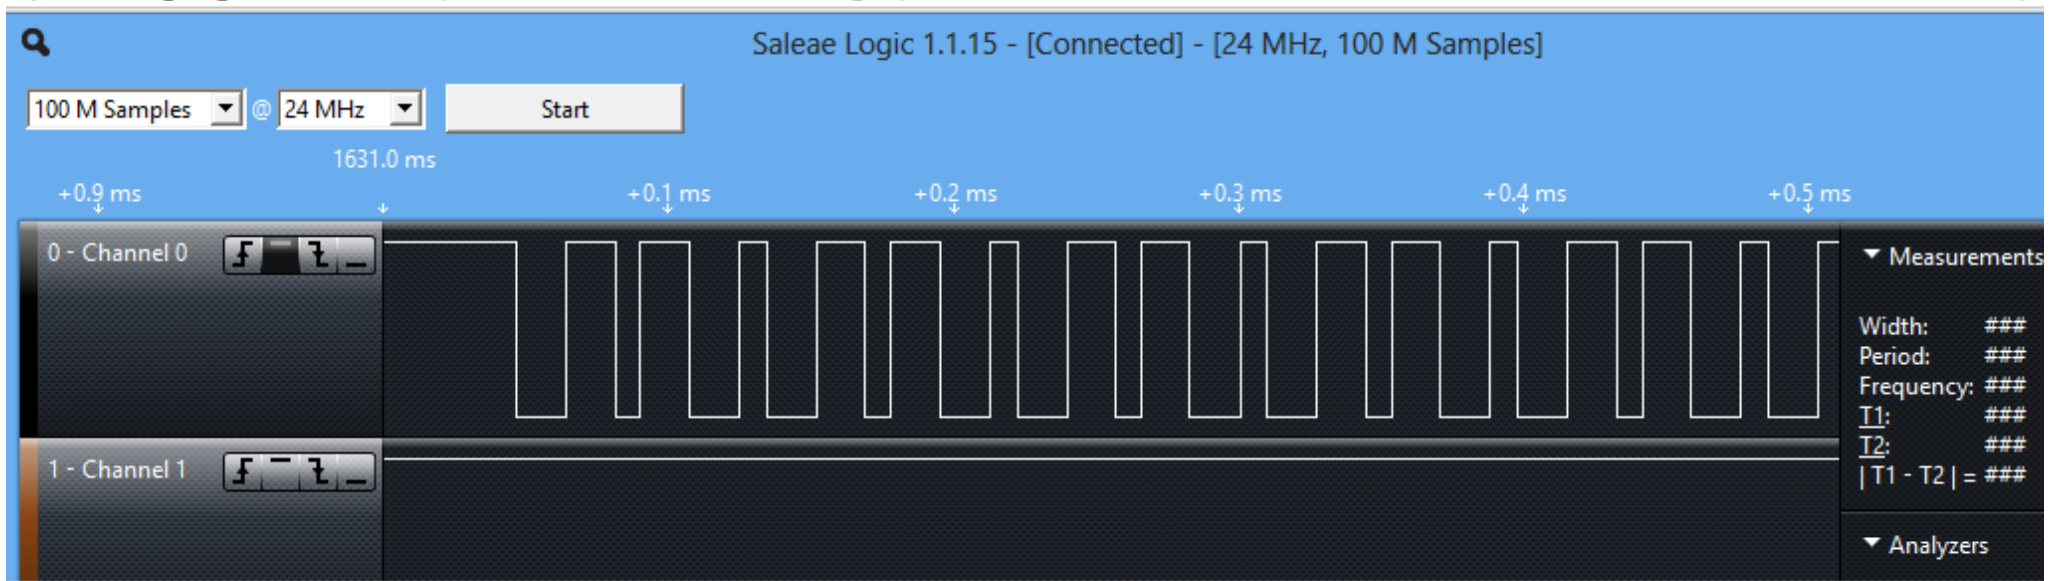 Saleae Logic 1.1.15 - [Connected] - [24 MHz, 100 M Samples]
100 M Samples @ 24 MHz Start
1631.0 ms
+0.9 ms +0.1 ms +0.2 ms +0.3 ms +0.4 ms +0.5 ms
0 - Channel 0
Measurements
Width: ###
Period: ###
Frequency: ###
T1: ###
T2: ###
| T1 - T2 | = ###
1 - Channel 1
Analyzers